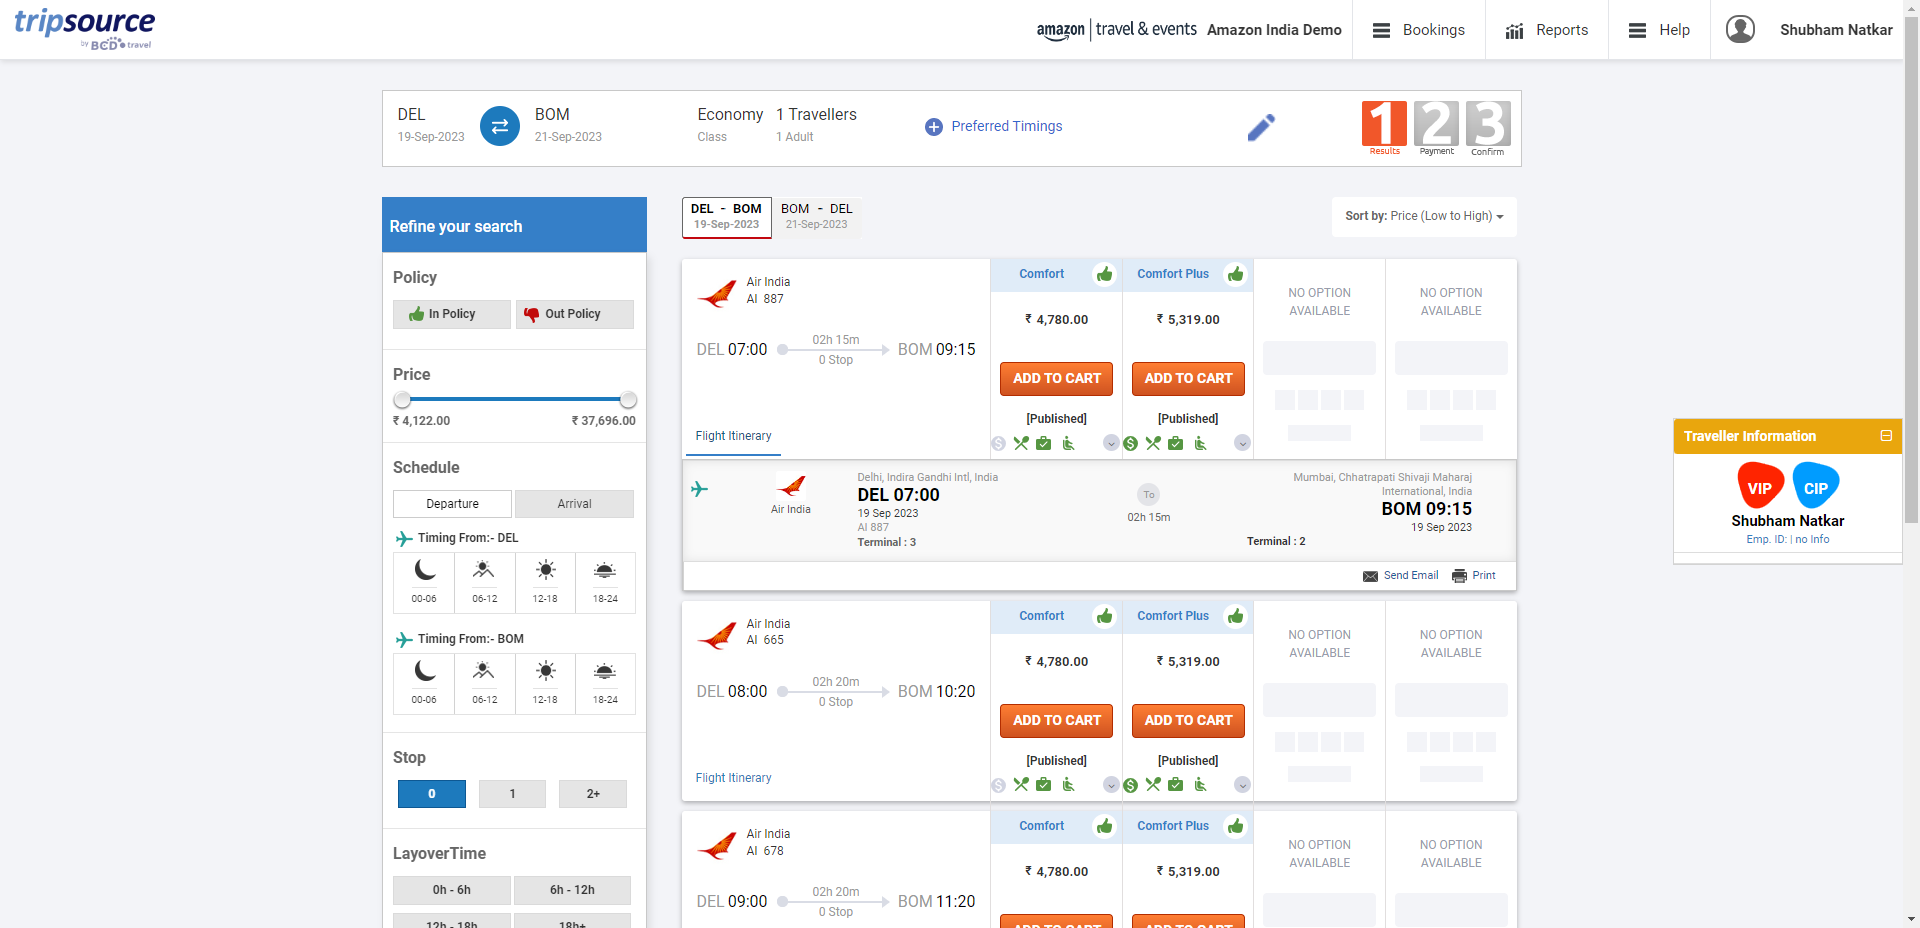 tripsource
by BCD travel
amazon | travel & events Amazon India Demo
Bookings
Reports
Help
Shubham Natkar
DEL
19-Sep-2023
BOM
21-Sep-2023
Economy
Class
1 Travellers
1 Adult
Preferred Timings
1 Results
2 Payment
3 Confirm
Refine your search
Policy
In Policy
Out Policy
Price
₹ 4,122.00 ₹ 37,696.00
Schedule
Departure Arrival
Timing From:- DEL
00-06 06-12 12-18 18-24
Timing From:- BOM
00-06 06-12 12-18 18-24
Stop
0 1 2+
LayoverTime
0h - 6h 6h - 12h
12h - 18h 18h+
DEL - BOM
19-Sep-2023
BOM - DEL
21-Sep-2023
Sort by: Price (Low to High)
Air India
AI 887
DEL 07:00
02h 15m
0 Stop
BOM 09:15
Flight Itinerary
Comfort
₹ 4,780.00
ADD TO CART
[Published]
Comfort Plus
₹ 5,319.00
ADD TO CART
[Published]
NO OPTION
AVAILABLE
NO OPTION
AVAILABLE
Air India
Delhi, Indira Gandhi Intl, India
DEL 07:00
19 Sep 2023
AI 887
Terminal : 3
To
02h 15m
Mumbai, Chhatrapati Shivaji Maharaj
International, India
BOM 09:15
19 Sep 2023
Terminal : 2
Send Email
Print
Air India
AI 665
DEL 08:00
02h 20m
0 Stop
BOM 10:20
Flight Itinerary
Comfort
₹ 4,780.00
ADD TO CART
[Published]
Comfort Plus
₹ 5,319.00
ADD TO CART
[Published]
NO OPTION
AVAILABLE
NO OPTION
AVAILABLE
Air India
AI 678
DEL 09:00
02h 20m
0 Stop
BOM 11:20
Comfort
₹ 4,780.00
ADD TO CART
Comfort Plus
₹ 5,319.00
ADD TO CART
NO OPTION
AVAILABLE
NO OPTION
AVAILABLE
Traveller Information
VIP CIP
Shubham Natkar
Emp. ID: | no Info